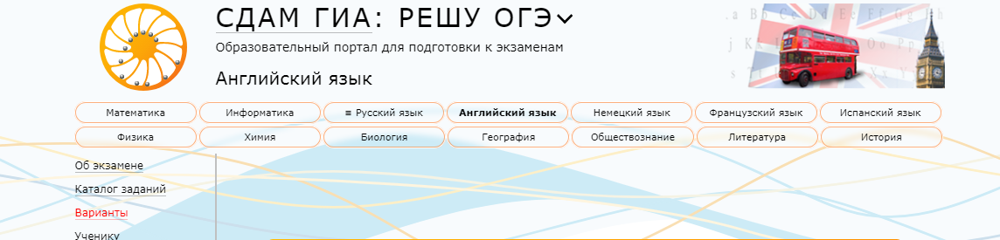 СДАМ ГИА: РЕШУ ОГЭ
Образовательный портал для подготовки к экзаменам
Английский язык
Математика Информатика ≡ Русский язык Английский язык Немецкий язык Французский язык Испанский язык
Физика Химия Биология География Обществознание Литература История
Об экзамене
Каталог заданий
Варианты
Ученику